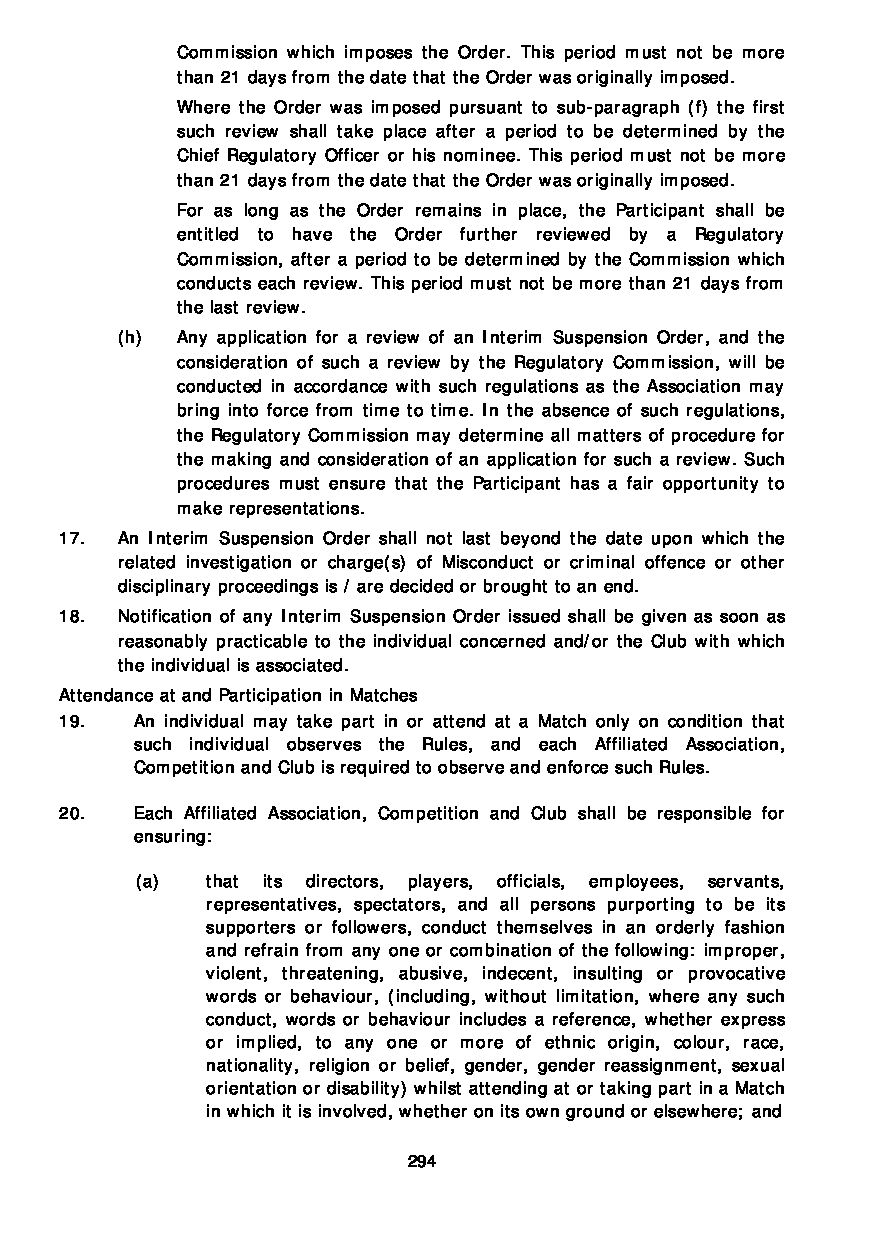 Commission which imposes the Order. This period must not be more
than 21 days from the date that the Order was originally imposed.
Where the Order was imposed pursuant to sub-paragraph (f) the first
such review shall take place after a period to be determined by the
Chief Regulatory Officer or his nominee. This period must not be more
than 21 days from the date that the Order was originally imposed.
For as long as the Order remains in place, the Participant shall be
entitled to have the Order further reviewed by a Regulatory
Commission, after a period to be determined by the Commission which
conducts each review. This period must not be more than 21 days from
the last review.
(h) Any application for a review of an Interim Suspension Order, and the
consideration of such a review by the Regulatory Commission, will be
conducted in accordance with such regulations as the Association may
bring into force from time to time. In the absence of such regulations,
the Regulatory Commission may determine all matters of procedure for
the making and consideration of an application for such a review. Such
procedures must ensure that the Participant has a fair opportunity to
make representations.
17. An Interim Suspension Order shall not last beyond the date upon which the
related investigation or charge(s) of Misconduct or criminal offence or other
disciplinary proceedings is / are decided or brought to an end.
18. Notification of any Interim Suspension Order issued shall be given as soon as
reasonably practicable to the individual concerned and/or the Club with which
the individual is associated.
Attendance at and Participation in Matches
19. An individual may take part in or attend at a Match only on condition that
such individual observes the Rules, and each Affiliated Association,
Competition and Club is required to observe and enforce such Rules.
20. Each Affiliated Association, Competition and Club shall be responsible for
ensuring:
(a) that its directors, players, officials, employees, servants,
representatives, spectators, and all persons purporting to be its
supporters or followers, conduct themselves in an orderly fashion
and refrain from any one or combination of the following: improper,
violent, threatening, abusive, indecent, insulting or provocative
words or behaviour, (including, without limitation, where any such
conduct, words or behaviour includes a reference, whether express
or implied, to any one or more of ethnic origin, colour, race,
nationality, religion or belief, gender, gender reassignment, sexual
orientation or disability) whilst attending at or taking part in a Match
in which it is involved, whether on its own ground or elsewhere; and
294